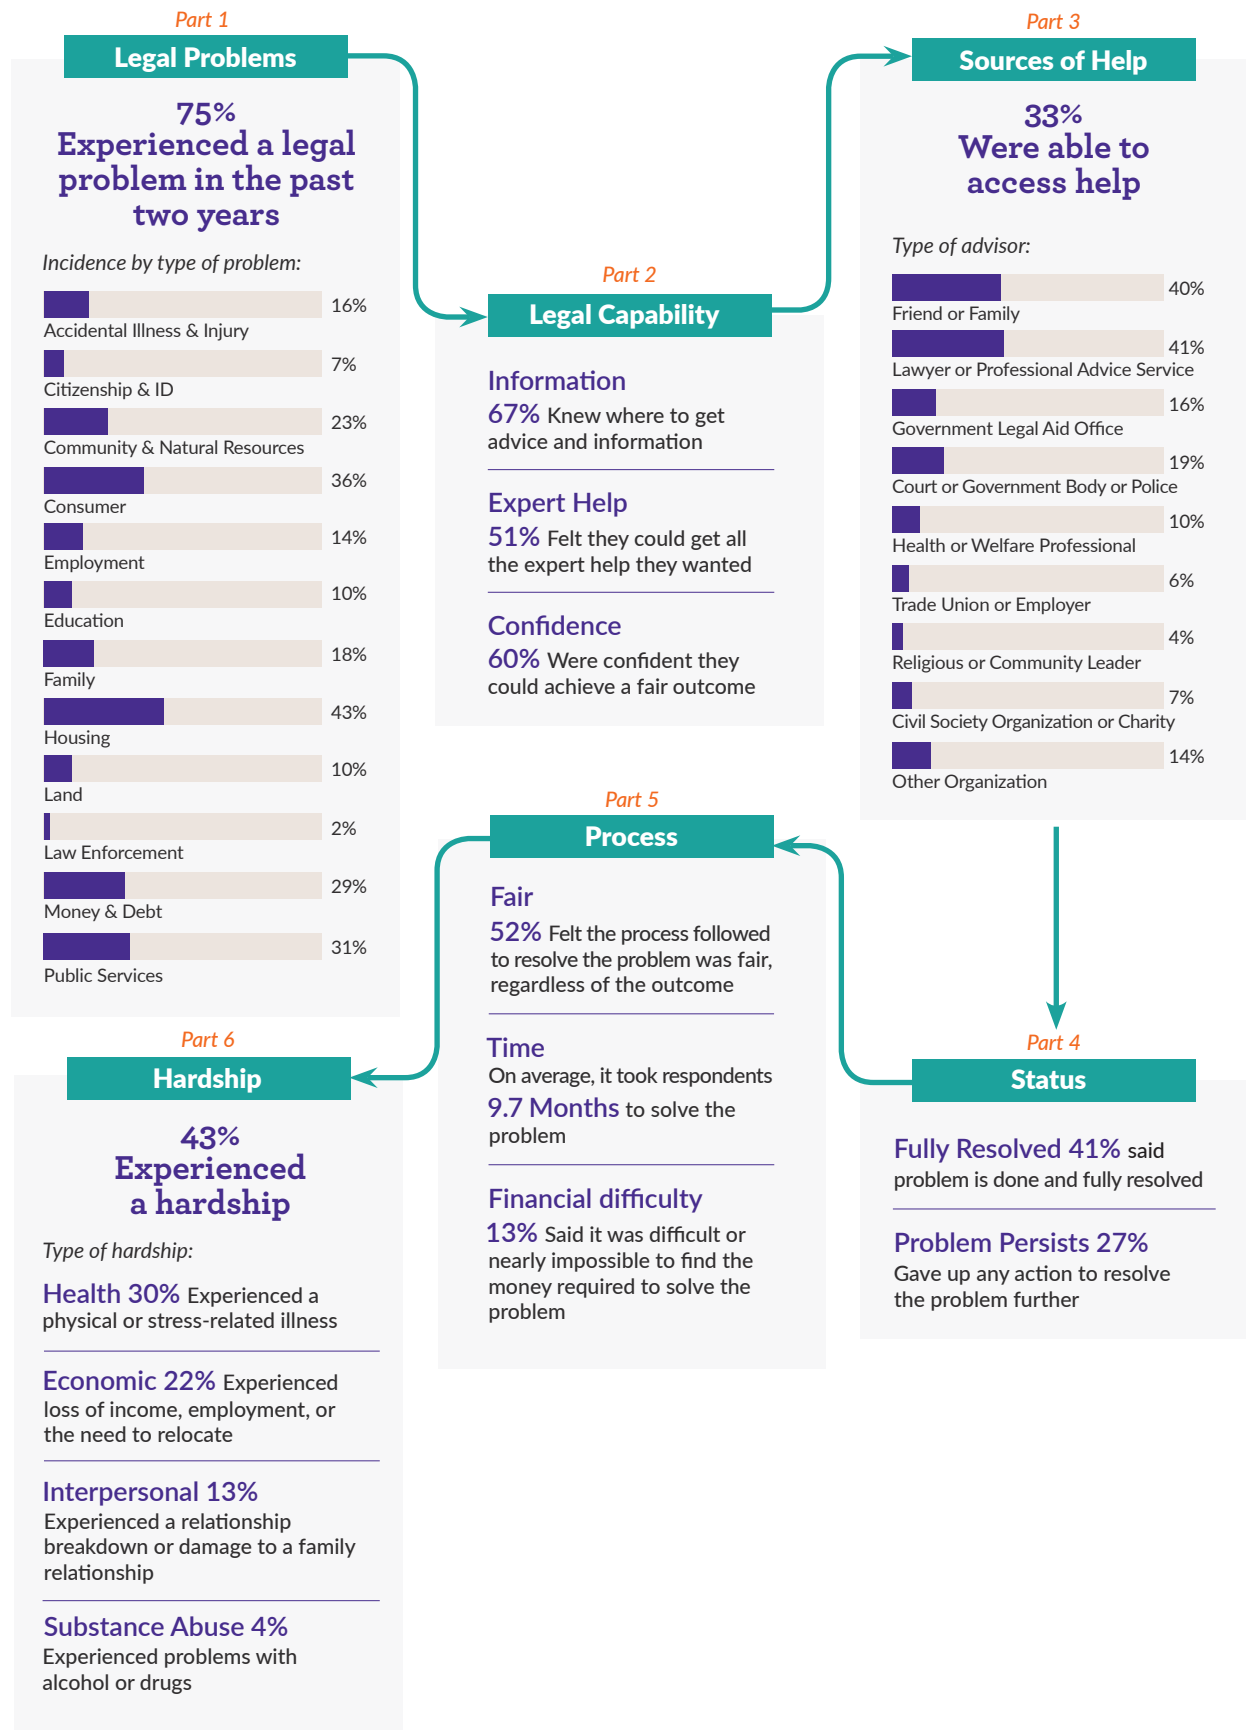 Part 1
Legal Problems
75%
Experienced a legal
problem in the past
two years
Incidence by type of problem:
16%
Accidental Illness & Injury
7%
Citizenship & ID
23%
Community & Natural Resources
36%
Consumer
14%
Employment
10%
Education
18%
Family
43%
Housing
10%
Land
2%
Law Enforcement
29%
Money & Debt
31%
Public Services
Part 2
Legal Capability
Information
67% Knew where to get
advice and information
Expert Help
51% Felt they could get all
the expert help they wanted
Confidence
60% Were confident they
could achieve a fair outcome
Part 3
Sources of Help
33%
Were able to
access help
Type of advisor:
40%
Friend or Family
41%
Lawyer or Professional Advice Service
16%
Government Legal Aid Office
19%
Court or Government Body or Police
10%
Health or Welfare Professional
6%
Trade Union or Employer
4%
Religious or Community Leader
7%
Civil Society Organization or Charity
14%
Other Organization
Part 4
Status
Fully Resolved 41% said
problem is done and fully resolved
Problem Persists 27%
Gave up any action to resolve
the problem further
Part 5
Process
Fair
52% Felt the process followed
to resolve the problem was fair,
regardless of the outcome
Time
On average, it took respondents
9.7 Months to solve the
problem
Financial difficulty
13% Said it was difficult or
nearly impossible to find the
money required to solve the
problem
Part 6
Hardship
43%
Experienced
a hardship
Type of hardship:
Health 30% Experienced a
physical or stress-related illness
Economic 22% Experienced
loss of income, employment, or
the need to relocate
Interpersonal 13%
Experienced a relationship
breakdown or damage to a family
relationship
Substance Abuse 4%
Experienced problems with
alcohol or drugs